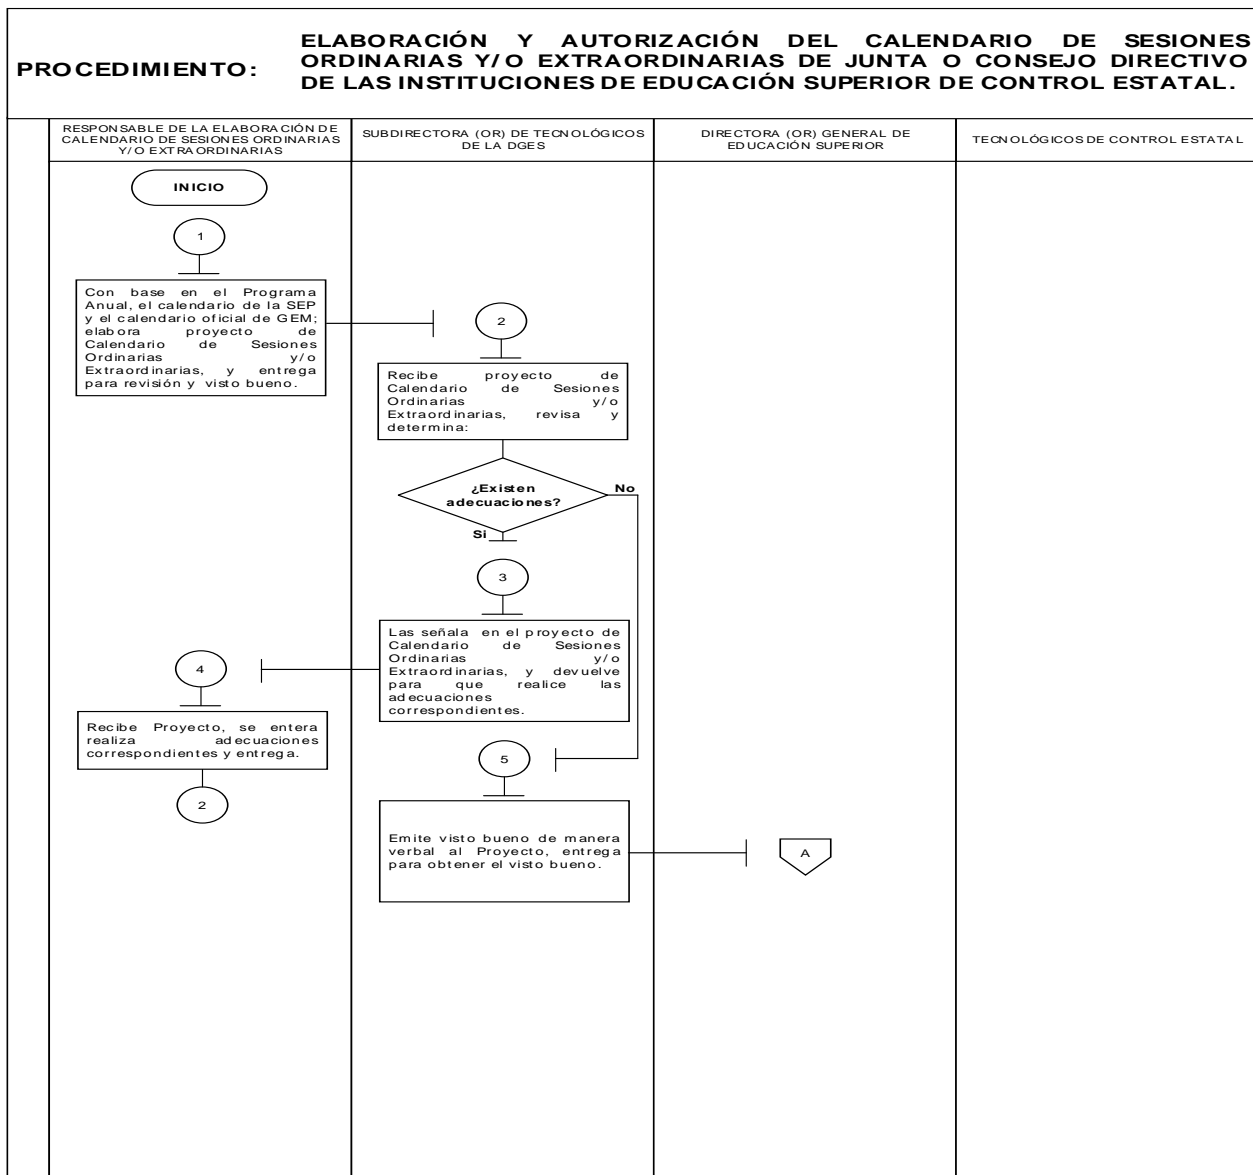 PROCEDIMIENTO:
ELABORACIÓN Y AUTORIZACIÓN DEL CALENDARIO DE SESIONES
ORDINARIAS Y/O EXTRAORDINARIAS DE JUNTA O CONSEJO DIRECTIVO
DE LAS INSTITUCIONES DE EDUCACIÓN SUPERIOR DE CONTROL ESTATAL.
RESPONSABLE DE LA ELABORACIÓN DE
CALENDARIO DE SESIONES ORDINARIAS
Y/O EXTRAORDINARIAS
SUBDIRECTORA (OR) DE TECNOLÓGICOS
DE LA DGES
DIRECTORA (OR) GENERAL DE
EDUCACIÓN SUPERIOR
TECNOLÓGICOS DE CONTROL ESTATAL
INICIO
1
Con base en el Programa
Anual, el calendario de la SEP
y el calendario oficial de GEM;
elabora proyecto de
Calendario de Sesiones
Ordinarias y/o
Extraordinarias, y entrega
para revisión y visto bueno.
2
Recibe proyecto de
Calendario de Sesiones
Ordinarias y/o
Extraordinarias, revisa y
determina:
¿Existen
adecuaciones?
No
Si
3
Las señala en el proyecto de
Calendario de Sesiones
Ordinarias y/o
Extraordinarias, y devuelve
para que realice las
adecuaciones
correspondientes.
4
Recibe Proyecto, se entera
realiza adecuaciones
correspondientes y entrega.
2
5
Emite visto bueno de manera
verbal al Proyecto, entrega
para obtener el visto bueno.
A